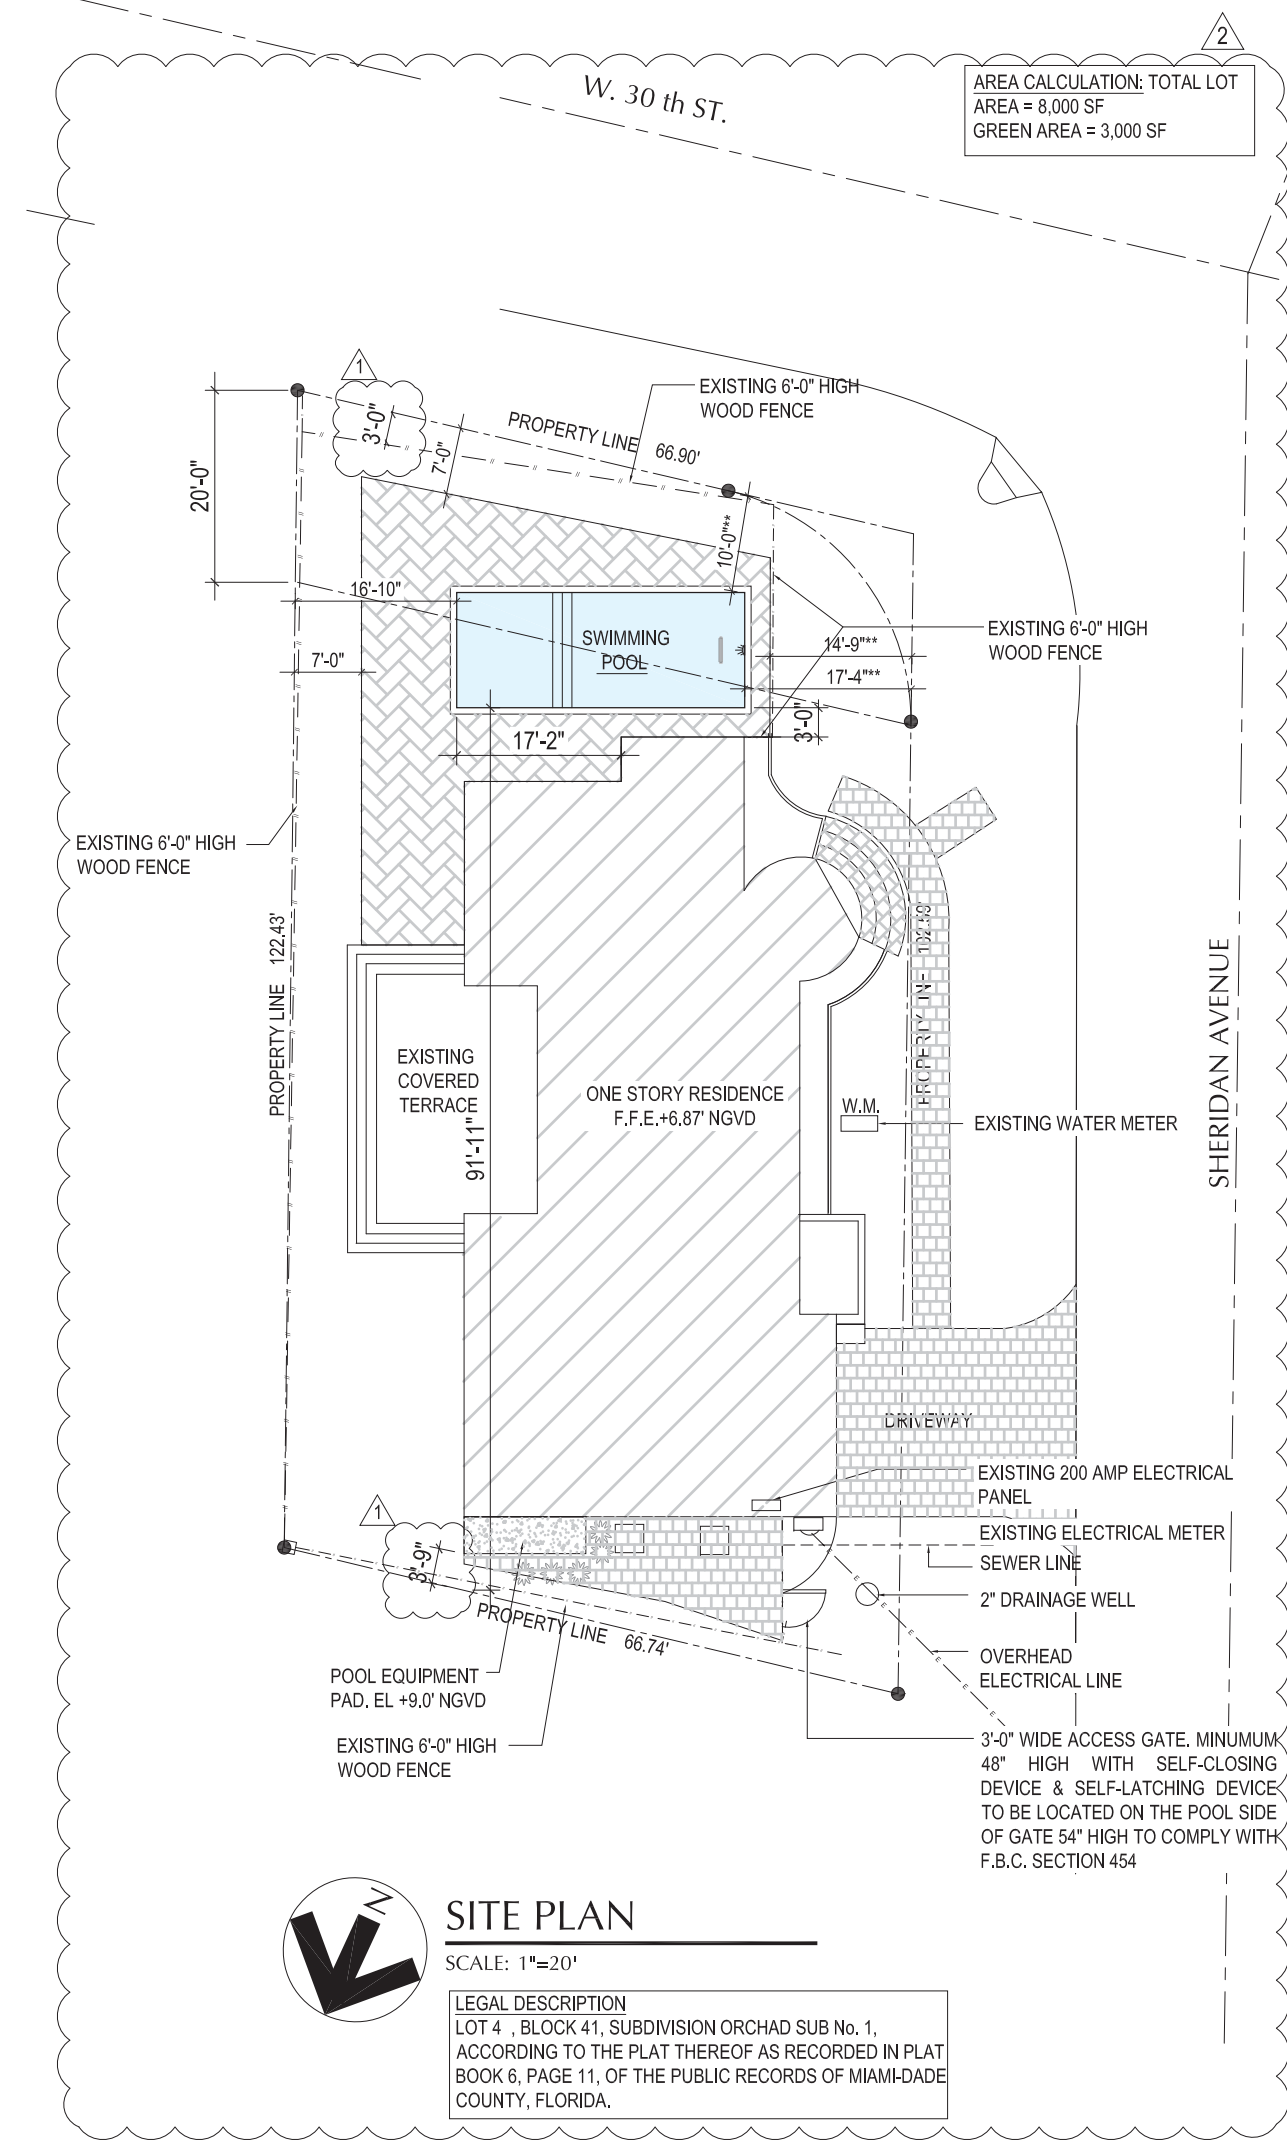 2
AREA CALCULATION: TOTAL LOT
AREA = 8,000 SF
GREEN AREA = 3,000 SF
W. 30 th ST.
1
EXISTING 6'-0" HIGH
WOOD FENCE
3'-0"
PROPERTY LINE 66.90'
7'-0"
20'-0"
10'-0"**
16'-10"
SWIMMING
POOL
EXISTING 6'-0" HIGH
WOOD FENCE
14'-9"**
7'-0"
17'-4"**
3'-0"
17'-2"
EXISTING 6'-0" HIGH
WOOD FENCE
PROPERTY LINE 122.43'
SHERIDAN AVENUE
EXISTING
COVERED
TERRACE
91'-11"
ONE STORY RESIDENCE
F.F.E.+6.87' NGVD
W.M.
EXISTING WATER METER
PROPERTY
DRIVEWAY
EXISTING 200 AMP ELECTRICAL
PANEL
1
EXISTING ELECTRICAL METER
3'-9"
SEWER LINE
2" DRAINAGE WELL
PROPERTY LINE 66.74'
OVERHEAD
ELECTRICAL LINE
E E E E E E E
POOL EQUIPMENT
PAD. EL +9.0' NGVD
EXISTING 6'-0" HIGH
WOOD FENCE
3'-0" WIDE ACCESS GATE. MINIMUM
48" HIGH WITH SELF-CLOSING
DEVICE & SELF-LATCHING DEVICE
TO BE LOCATED ON THE POOL SIDE
OF GATE 54" HIGH TO COMPLY WITH
F.B.C. SECTION 454
N
SITE PLAN
SCALE: 1"=20'
LEGAL DESCRIPTION
LOT 4 , BLOCK 41, SUBDIVISION ORCHAD SUB No. 1,
ACCORDING TO THE PLAT THEREOF AS RECORDED IN PLAT
BOOK 6, PAGE 11, OF THE PUBLIC RECORDS OF MIAMI-DADE
COUNTY, FLORIDA.